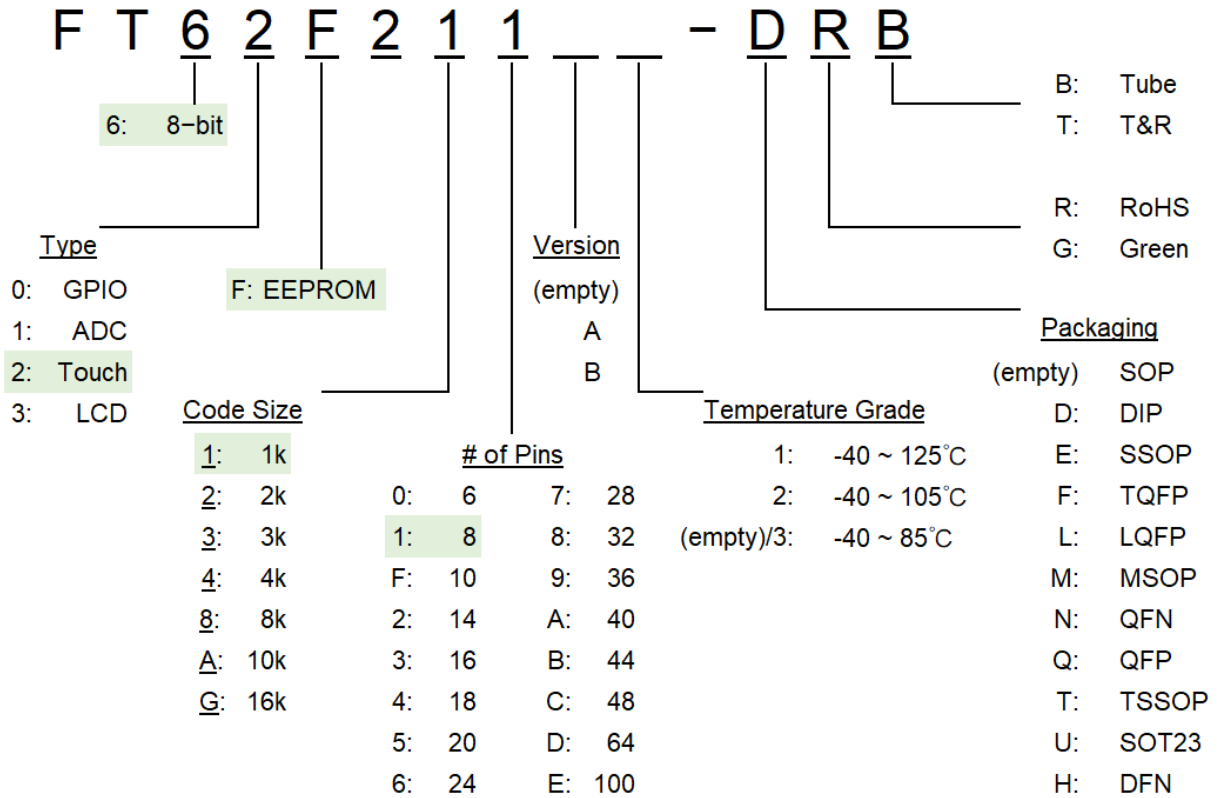 F T 6 2 F 2 1 1 _ _ − D R B
B: Tube
6: 8−bit
T: T&R
R: RoHS
Type
Version
G: Green
0: GPIO
F: EEPROM
(empty)
1: ADC
A
Packaging
2: Touch
B
(empty) SOP
3: LCD
Code Size
Temperature Grade
D: DIP
1: 1k
# of Pins
1: -40 ~ 125℃
E: SSOP
2: 2k
0: 6
7: 28
2: -40 ~ 105℃
F: TQFP
3: 3k
1: 8
8: 32
(empty)/3: -40 ~ 85℃
L: LQFP
4: 4k
F: 10
9: 36
M: MSOP
8: 8k
2: 14
A: 40
N: QFN
A: 10k
3: 16
B: 44
Q: QFP
G: 16k
4: 18
C: 48
T: TSSOP
5: 20
D: 64
U: SOT23
6: 24
E: 100
H: DFN